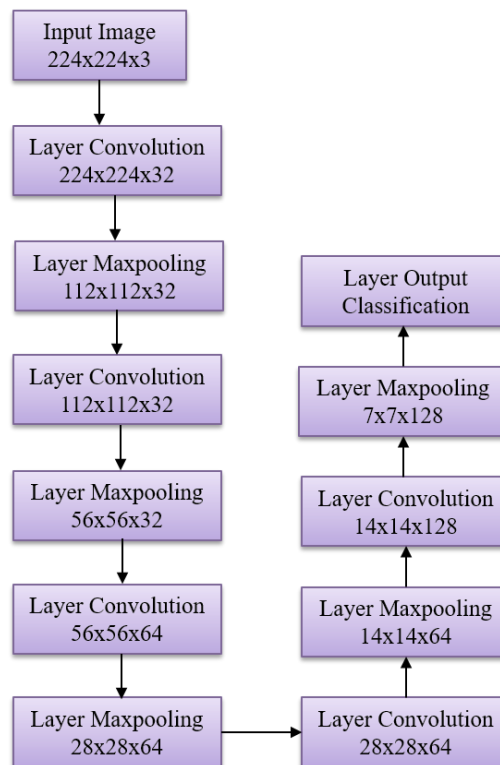 Input Image
224x224x3
Layer Convolution
224x224x32
Layer Maxpooling
112x112x32
Layer Convolution
112x112x32
Layer Maxpooling
56x56x32
Layer Convolution
56x56x64
Layer Maxpooling
28x28x64
Layer Convolution
28x28x64
Layer Maxpooling
14x14x64
Layer Convolution
14x14x128
Layer Maxpooling
7x7x128
Layer Output
Classification